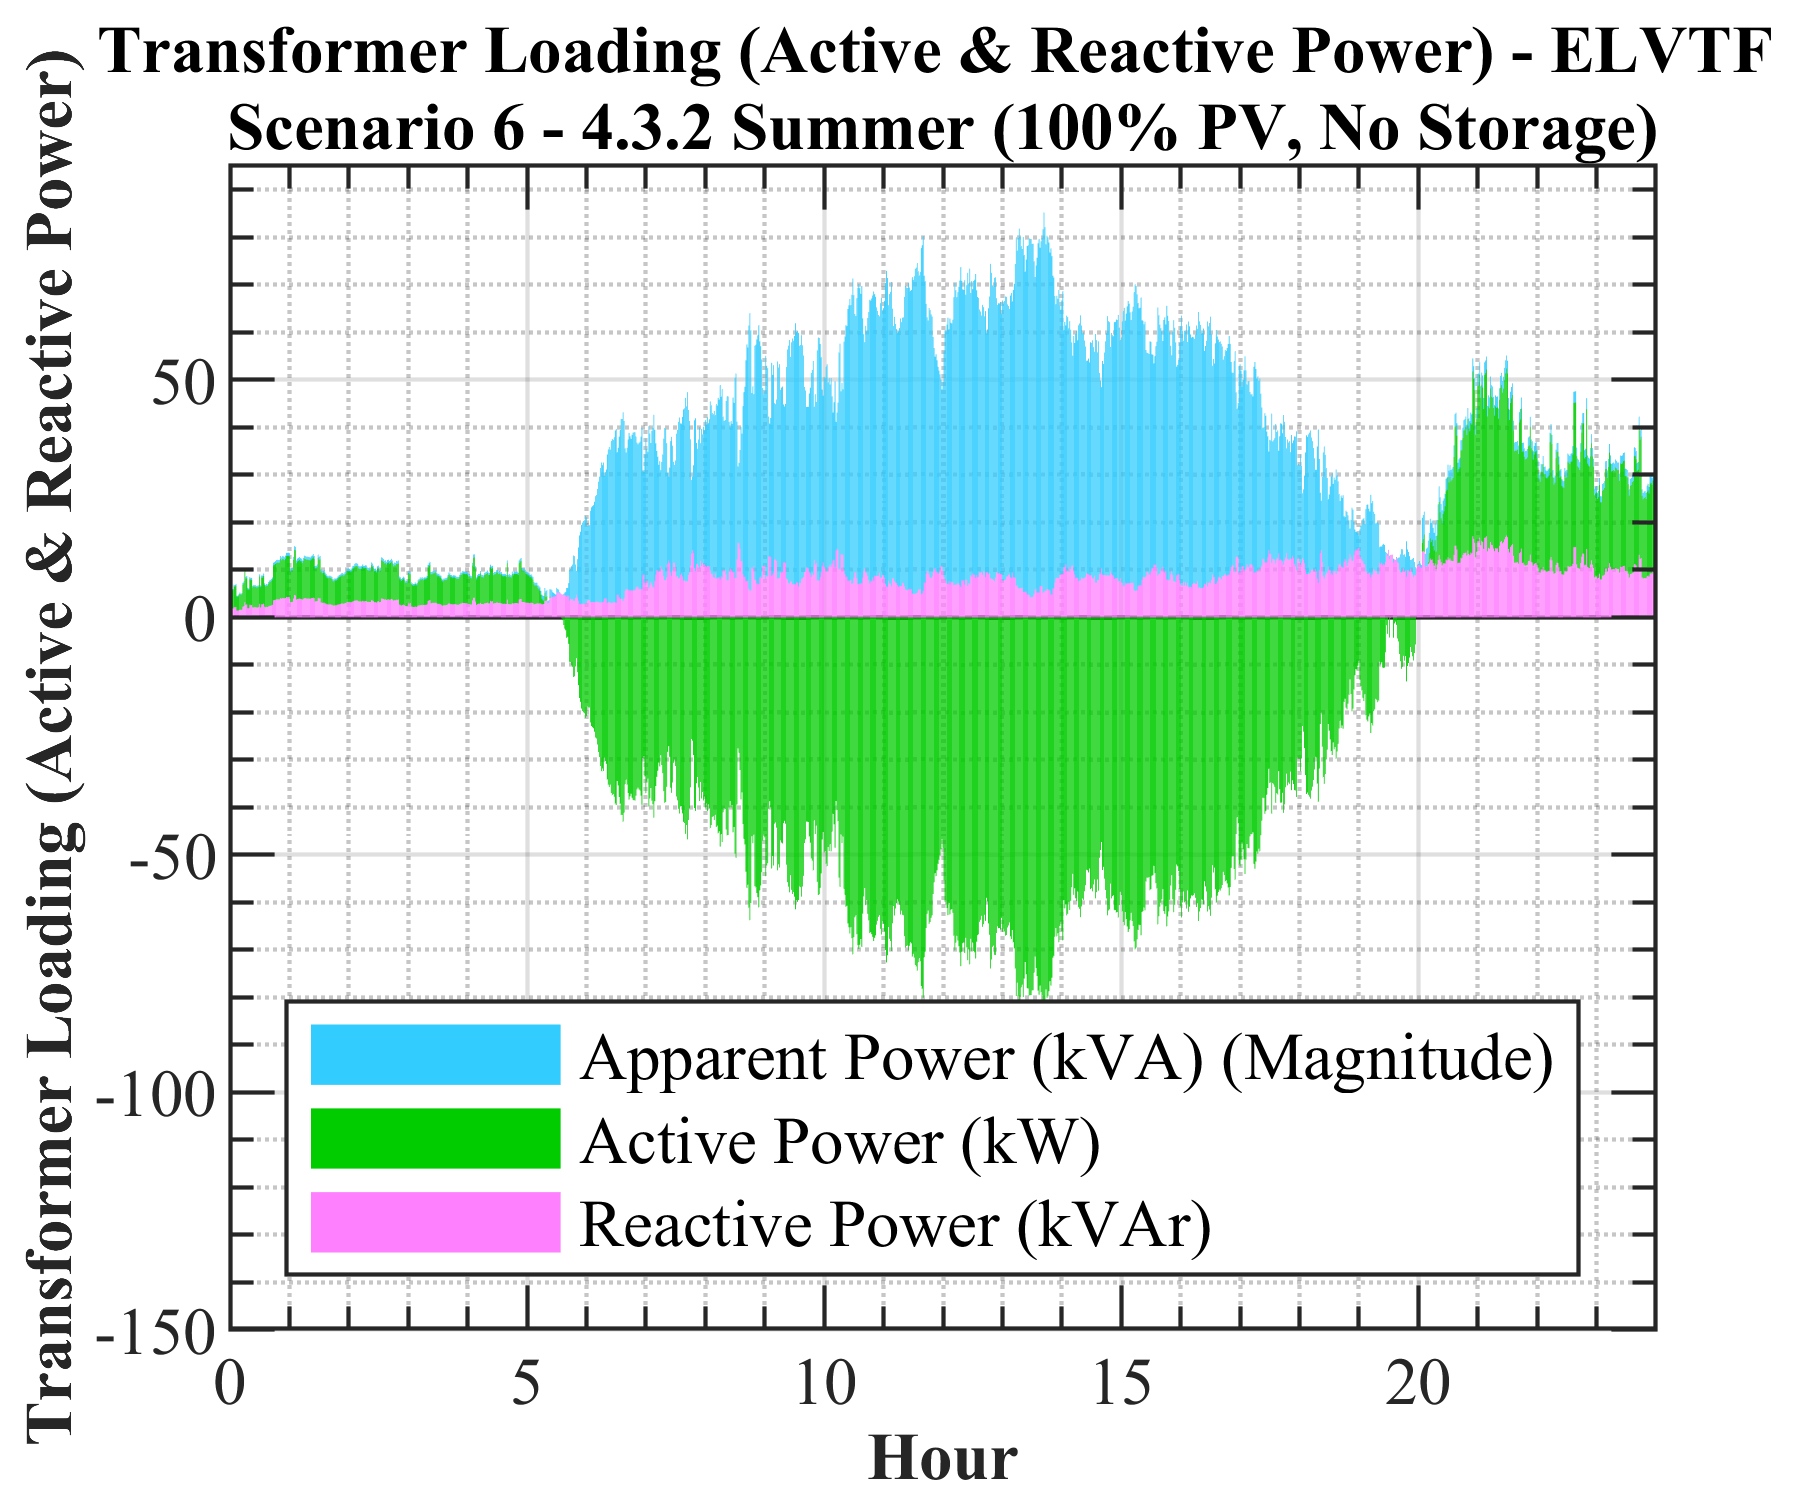 Transformer Loading (Active & Reactive Power) - ELVTF
Scenario 6 - 4.3.2 Summer (100% PV, No Storage)
Transformer Loading (Active & Reactive Power)
50
0
-50
-100
-150
Apparent Power (kVA) (Magnitude)
Active Power (kW)
Reactive Power (kVAr)
0 5 10 15 20
Hour